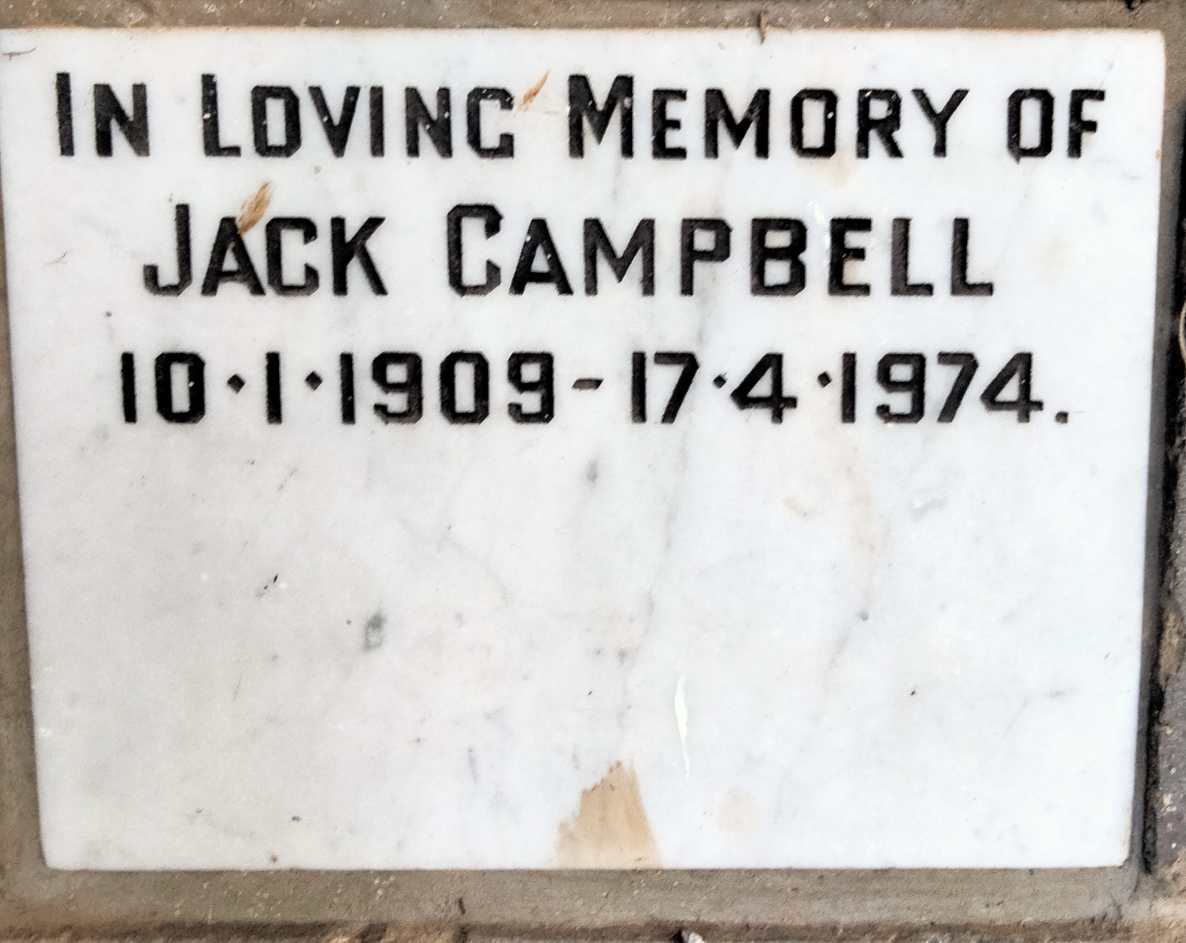 IN LOVING MEMORY OF
JACK CAMPBELL
10·1·1909-17·4·1974.